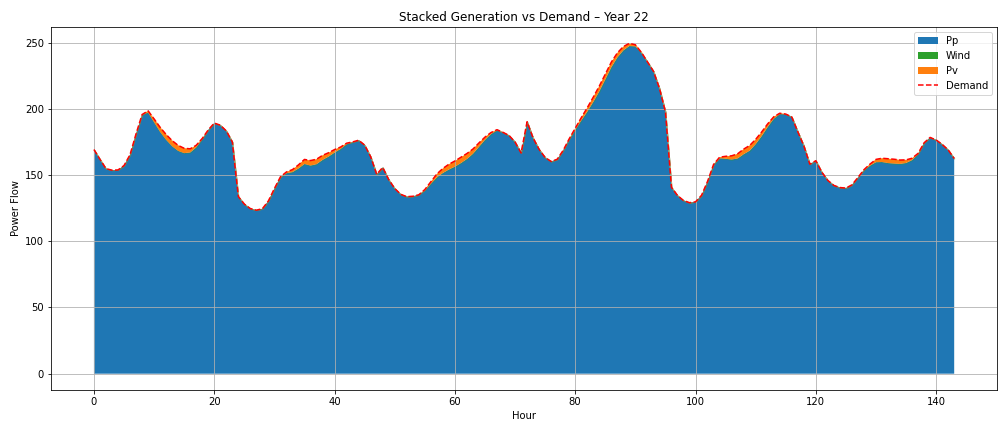 Stacked Generation vs Demand – Year 22
Pp
Wind
Pv
Demand
Power Flow
250
200
150
100
50
0
0 20 40 60 80 100 120 140
Hour